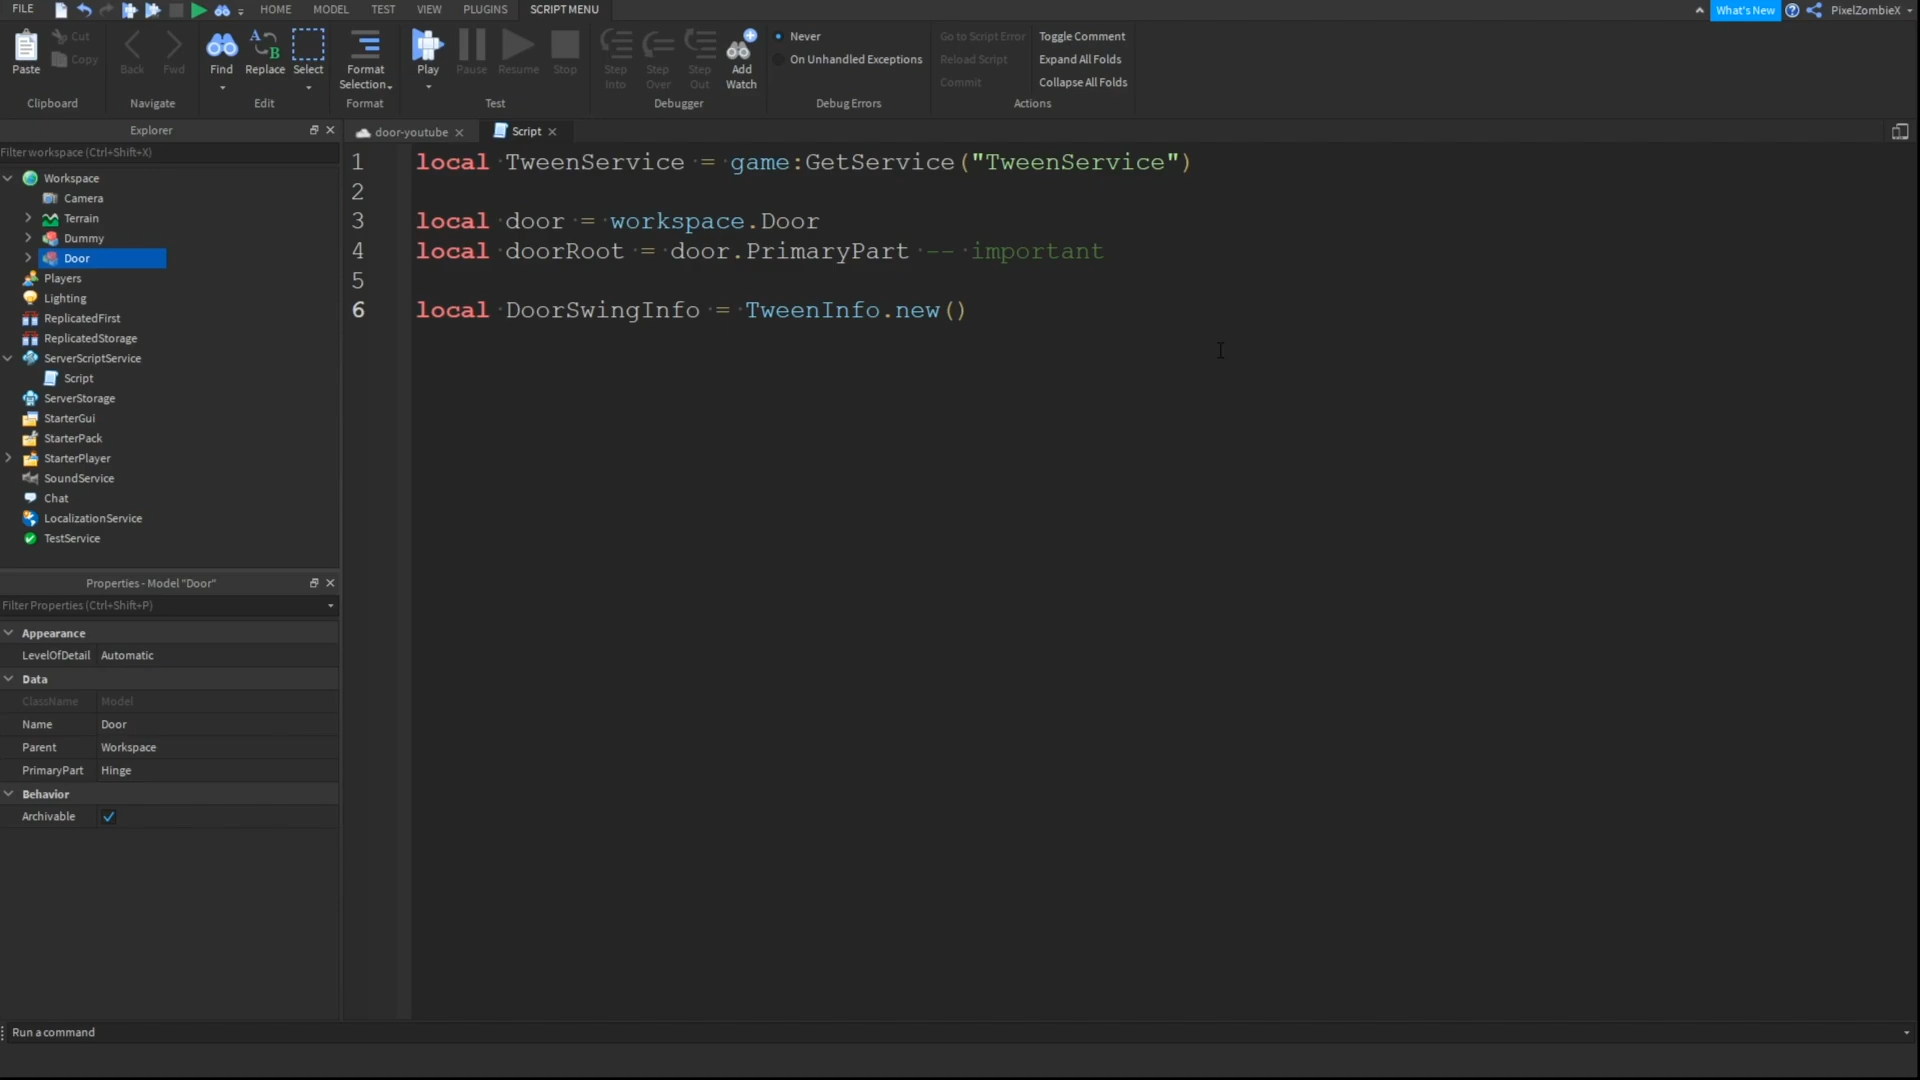 FILE HOME MODEL TEST VIEW PLUGINS SCRIPT MENU What's New PixelZombieX
Paste Cut Copy Back Fwd Find Replace Select Format Selection Play Pause Resume Stop Step Into Step Over Step Out Add Watch
Never
On Unhandled Exceptions
Go to Script Error
Reload Script
Commit
Toggle Comment
Expand All Folds
Collapse All Folds
Clipboard Navigate Edit Format Test Debugger Debug Errors Actions
Explorer
Filter workspace (Ctrl+Shift+X)
Workspace
Camera
Terrain
Dummy
Door
Players
Lighting
ReplicatedFirst
ReplicatedStorage
ServerScriptService
Script
ServerStorage
StarterGui
StarterPack
StarterPlayer
SoundService
Chat
LocalizationService
TestService
Properties - Model "Door"
Filter Properties (Ctrl+Shift+P)
Appearance
LevelOfDetail Automatic
Data
ClassName Model
Name Door
Parent Workspace
PrimaryPart Hinge
Behavior
Archivable
door-youtube Script
1 local TweenService = game:GetService("TweenService")
2
3 local door = workspace.Door
4 local doorRoot = door.PrimaryPart -- important
5
6 local DoorSwingInfo = TweenInfo.new()
Run a command